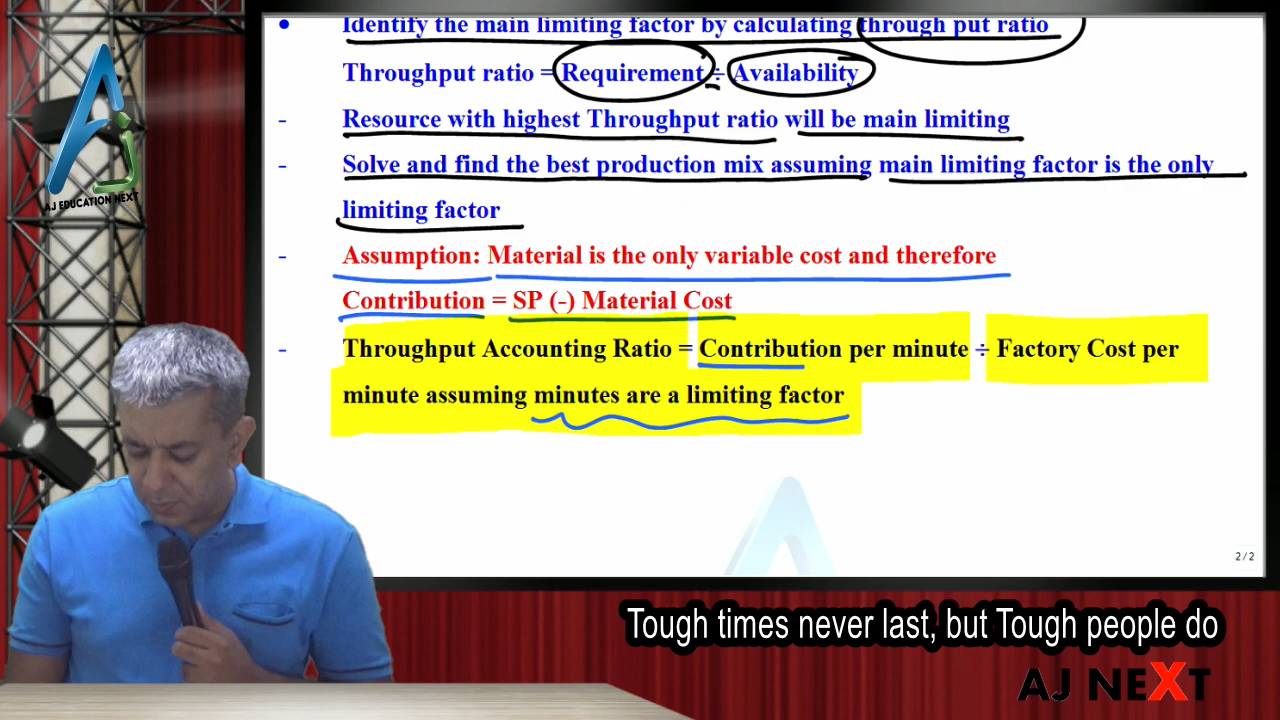 • Identify the main limiting factor by calculating through put ratio
Throughput ratio = Requirement ÷ Availability
- Resource with highest Throughput ratio will be main limiting
- Solve and find the best production mix assuming main limiting factor is the only
limiting factor
- Assumption: Material is the only variable cost and therefore
Contribution = SP (-) Material Cost
- Throughput Accounting Ratio = Contribution per minute ÷ Factory Cost per
minute assuming minutes are a limiting factor
2/2
AJ EDUCATION NEXT
Tough times never last, but Tough people do
AJ NEXT